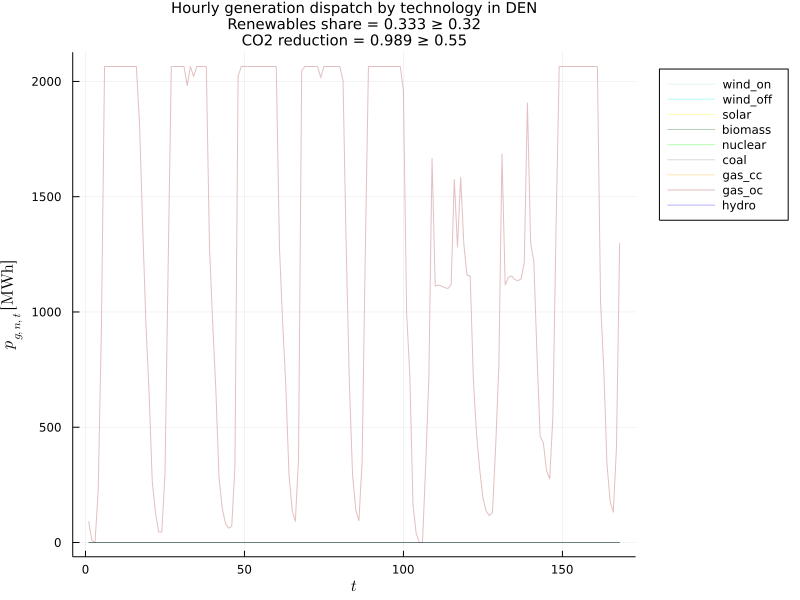 Hourly generation dispatch by technology in DEN
Renewables share = 0.333 ≥ 0.32
CO2 reduction = 0.989 ≥ 0.55
2000
1500
1000
500
0
p g, n, t [MWh]
0 50 100 150
t
wind_on
wind_off
solar
biomass
nuclear
coal
gas_cc
gas_oc
hydro